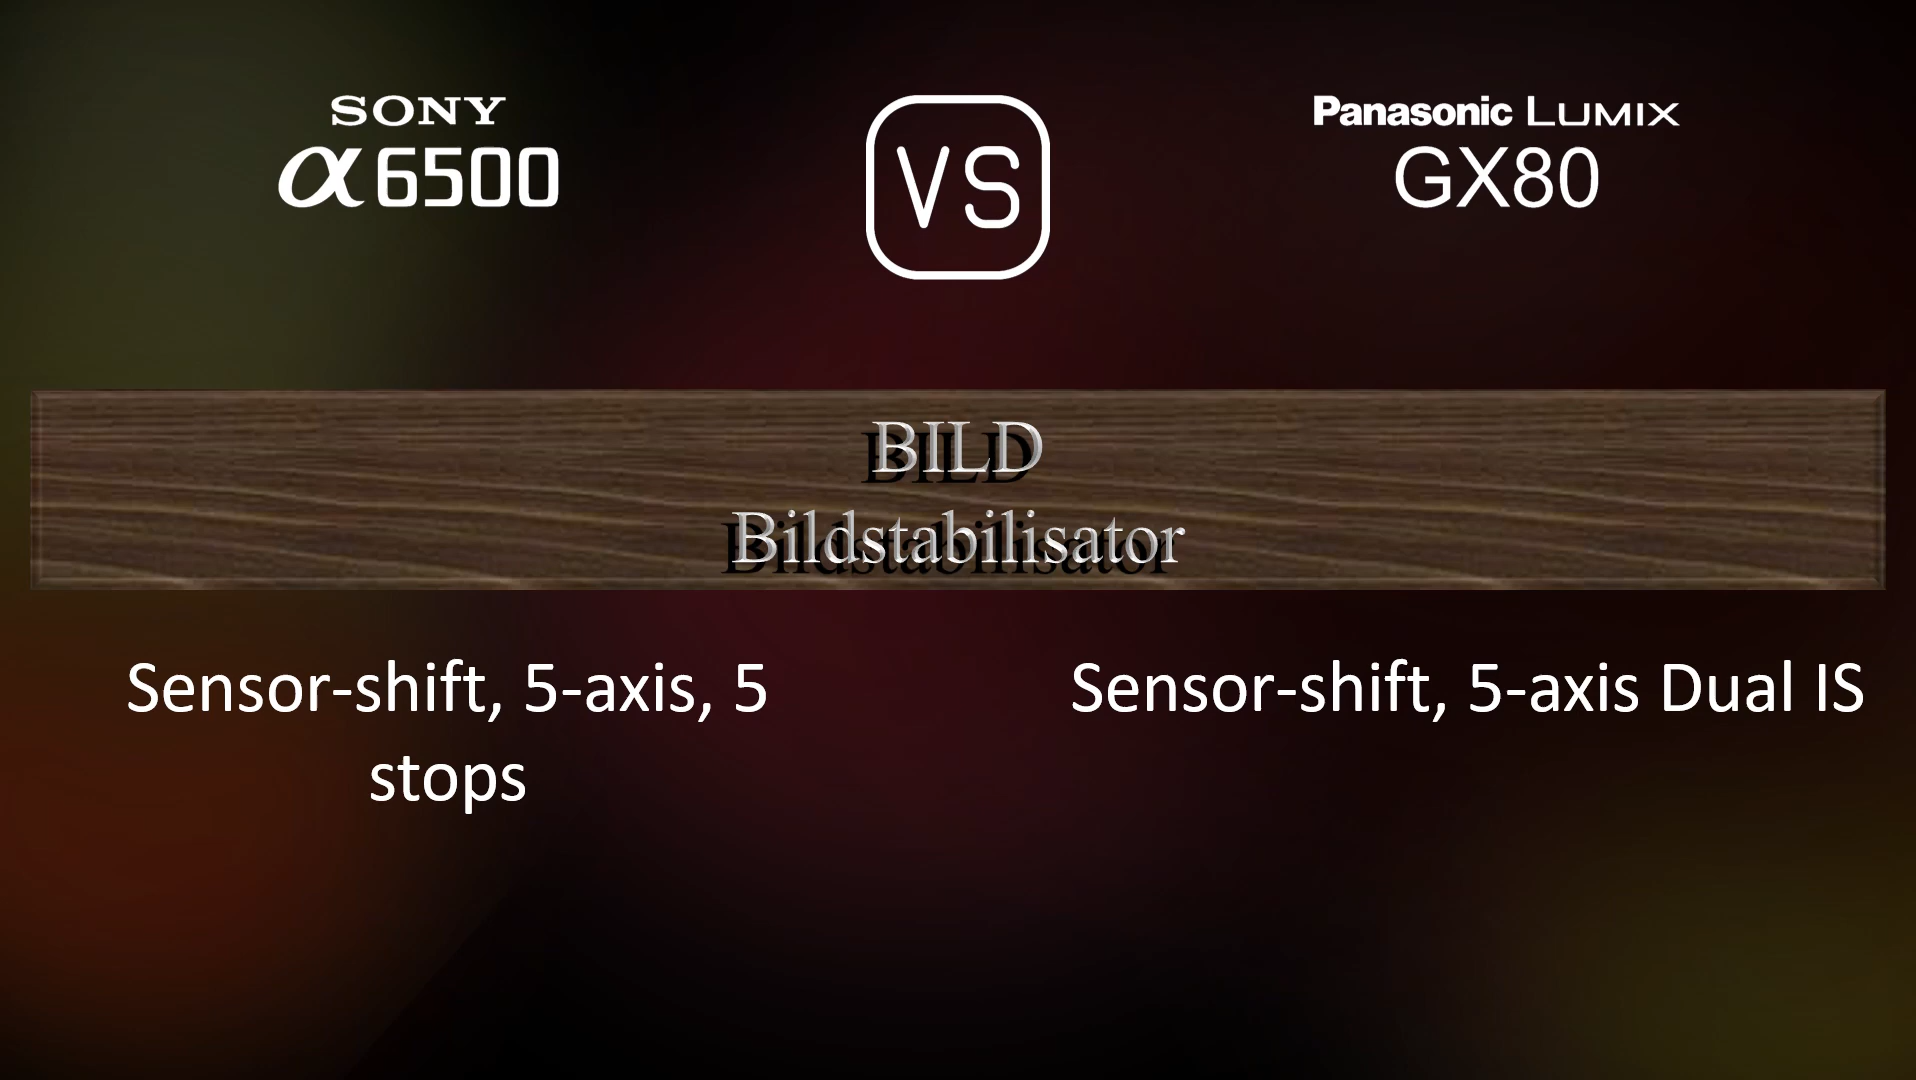 SONY
α6500
VS
Panasonic LUMIX
GX80
BILD
Bildstabilisator
Sensor-shift, 5-axis, 5
stops
Sensor-shift, 5-axis Dual IS